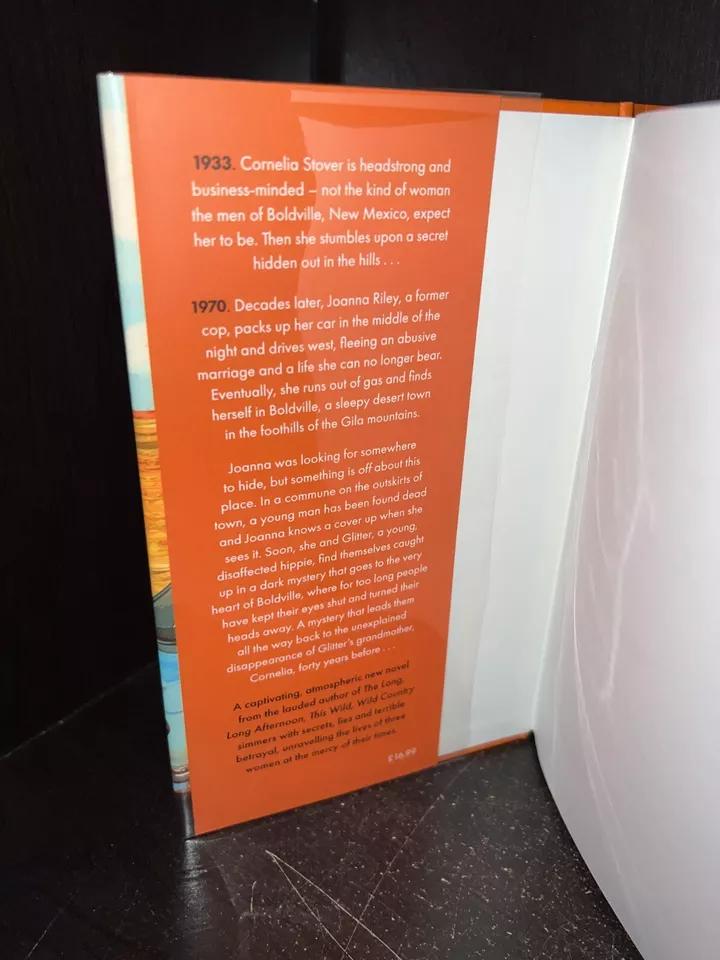 1933. Cornelia Stover is headstrong and
business-minded – not the kind of woman
the men of Boldville, New Mexico, expect
her to be. Then she stumbles upon a secret
hidden out in the hills . . .
1970. Decades later, Joanna Riley, a former
cop, packs up her car in the middle of the
night and drives west, fleeing an abusive
marriage and a life she can no longer bear.
Eventually, she runs out of gas and finds
herself in Boldville, a sleepy desert town
in the foothills of the Gila mountains.
Joanna was looking for somewhere
to hide, but something is off about this
place. In a commune on the outskirts of
town, a young man has been found dead
and Joanna knows a cover up when she
sees it. Soon, she and Glitter, a young,
disaffected hippie, find themselves caught
up in a dark mystery that goes to the very
heart of Boldville, where for too long people
have kept their eyes shut and turned their
heads away. A mystery that leads them
all the way back to the unexplained
disappearance of Glitter's grandmother,
Cornelia, forty years before . . .
A captivating, atmospheric new novel
from the lauded author of The Long,
Long Afternoon, This Wild, Wild Country
simmers with secrets, lies and terrible
betrayal, unravelling the lives of three
women at the mercy of their times.
£16.99